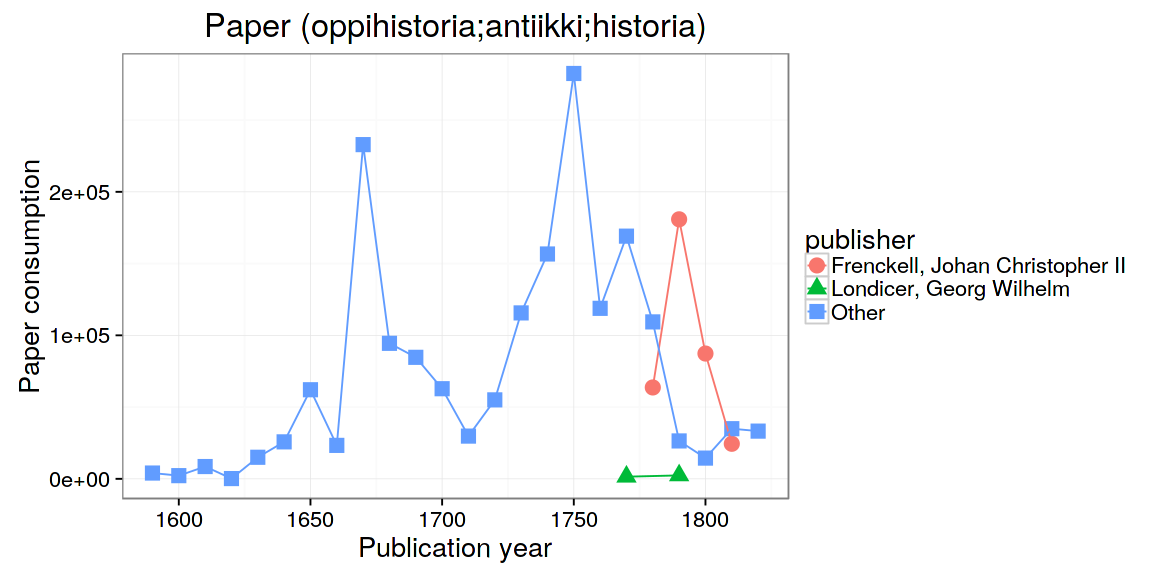 Paper (oppihistoria;antiikki;historia)
Paper consumption
2e+05
1e+05
0e+00
1600 1650 1700 1750 1800
Publication year
publisher
Frenckell, Johan Christopher II
Londicer, Georg Wilhelm
Other